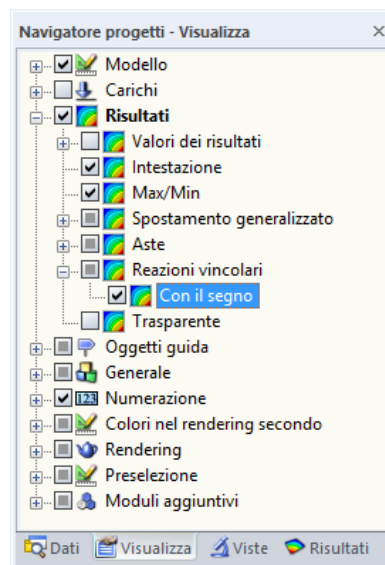 Navigatore progetti - Visualizza
Modello
Carichi
Risultati
Valori dei risultati
Intestazione
Max/Min
Spostamento generalizzato
Aste
Reazioni vincolari
Con il segno
Trasparente
Oggetti guida
Generale
123 Numerazione
Colori nel rendering secondo
Rendering
Preselezione
Moduli aggiuntivi
Dati Visualizza Viste Risultati